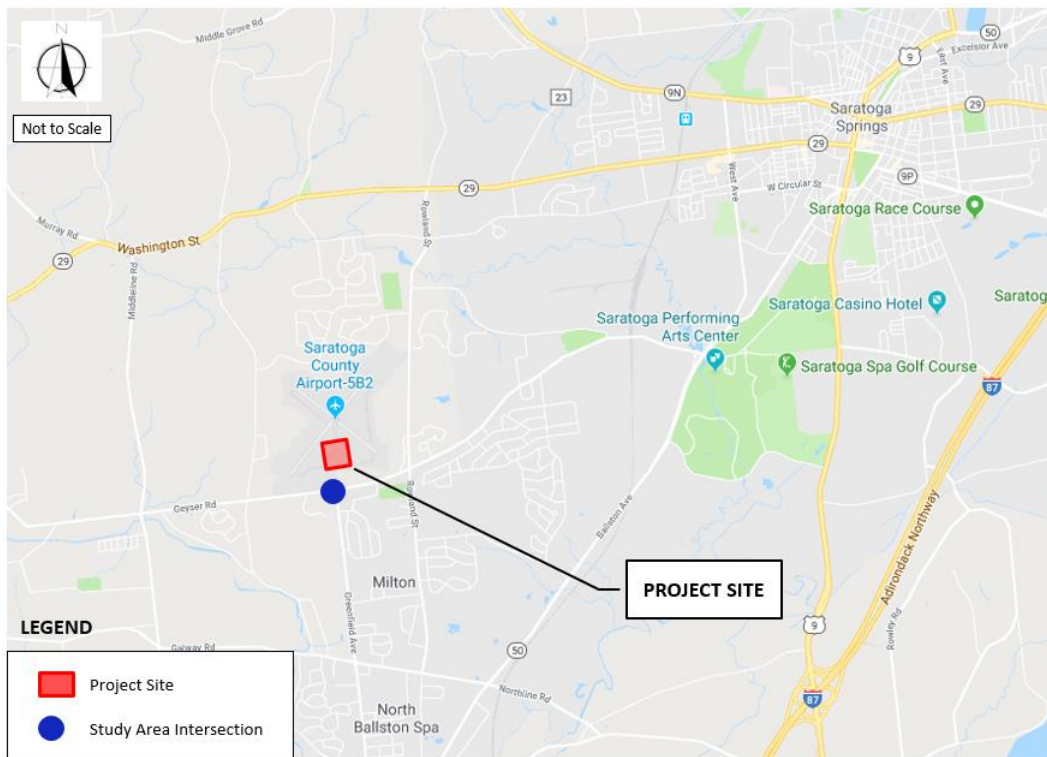 N
Not to Scale
Middle Grove Rd
50
Excelsior Ave
East Ave
9
9N
23
29
Saratoga
Springs
29
29
West Ave
W Circular St
9P
Saratoga Race Course
Rowland St
29
Murray Rd
Washington St
29
Middleline Rd
Saratoga Casino Hotel
Saratog
Saratoga Performing
Arts Center
Saratoga
County
Airport-5B2
Saratoga Spa Golf Course
87
Geyser Rd
Rowland St
Ballston Ave
Adirondack Northway
Milton
PROJECT SITE
Greenfield Ave
LEGEND
9
Rowley Rd
Galway Rd
50
Northline Rd
87
Project Site
North
Ballston Spa
Study Area Intersection